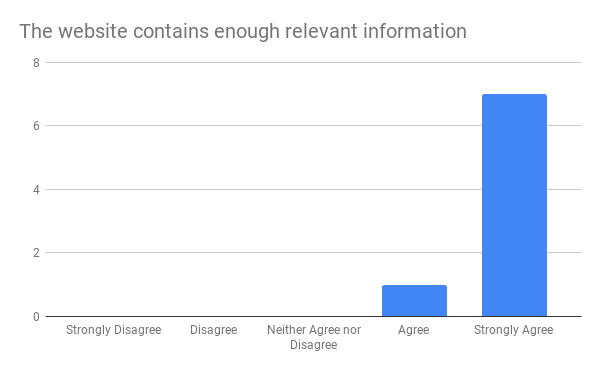 The website contains enough relevant information
8
6
4
2
0
Strongly Disagree
Disagree
Neither Agree nor
Disagree
Agree
Strongly Agree